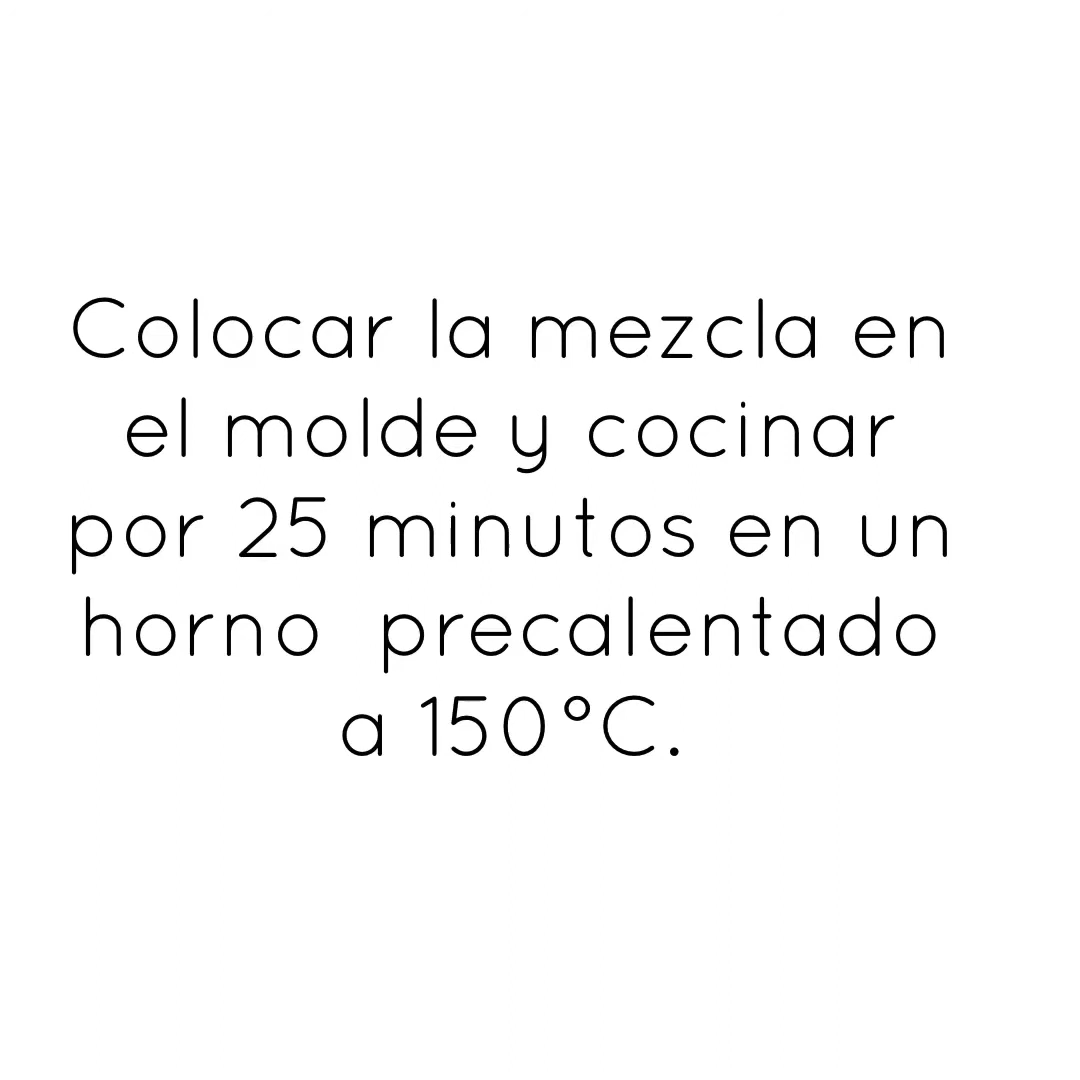 Colocar la mezcla en
el molde y cocinar
por 25 minutos en un
horno  precalentado
a 150°C.